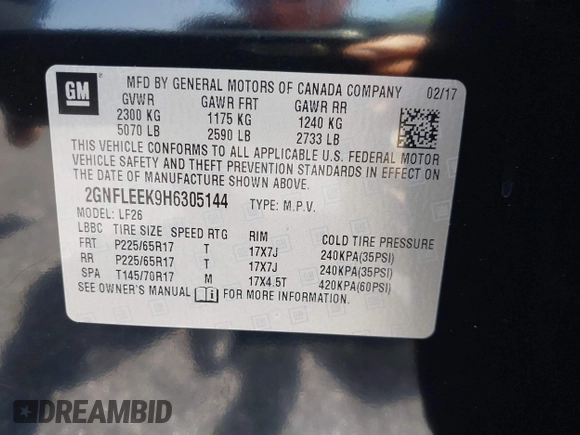 GM
MFD BY GENERAL MOTORS OF CANADA COMPANY 02/17
GVWR GAWR FRT GAWR RR
2300 KG 1175 KG 1240 KG
5070 LB 2590 LB 2733 LB
THIS VEHICLE CONFORMS TO ALL APPLICABLE U.S. FEDERAL MOTOR
VEHICLE SAFETY AND THEFT PREVENTION STANDARDS IN EFFECT ON
THE DATE OF MANUFACTURE SHOWN ABOVE.
2GNFLEEK9H6305144 TYPE: M.P.V.
MODEL: LF26
LBBC TIRE SIZE SPEED RTG RIM COLD TIRE PRESSURE
FRT P225/65R17 T 17X7J 240KPA(35PSI)
RR P225/65R17 T 17X7J 240KPA(35PSI)
SPA T145/70R17 M 17X4.5T 420KPA(60PSI)
SEE OWNER'S MANUAL FOR MORE INFORMATION.
DREAMBID